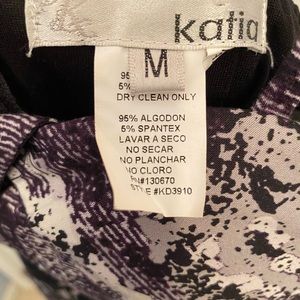 katiq
M
95
5%
DRY CLEAN ONLY
95% ALGODON
5% SPANTEX
LAVAR A SECO
NO SECAR
NO PLANCHAR
NO CLORO
RN#130670
STYLE #KD3910